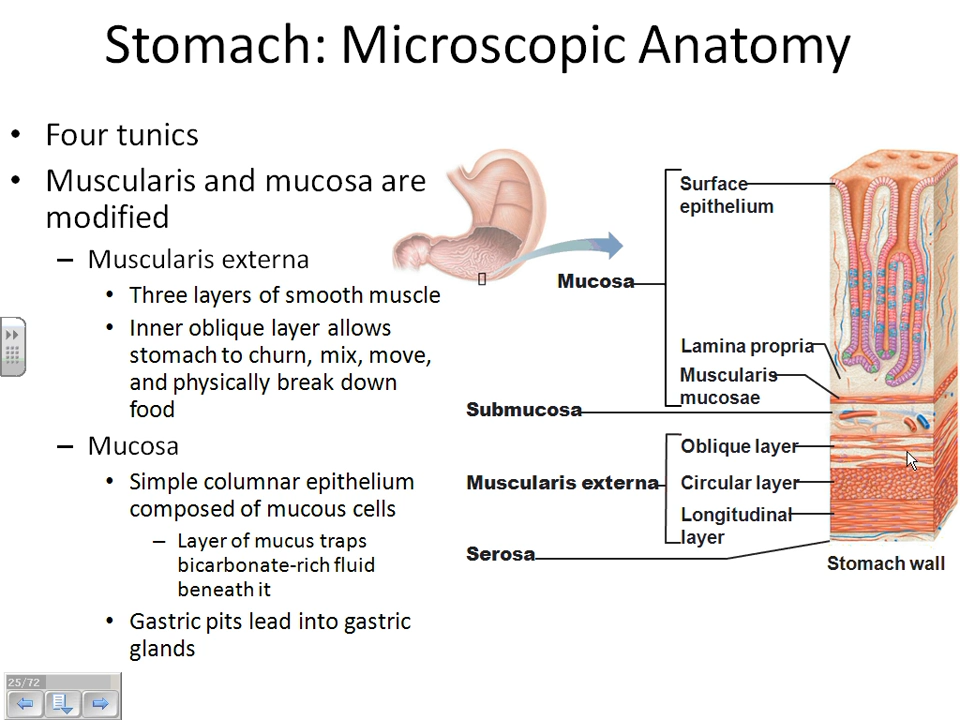 Stomach: Microscopic Anatomy
• Four tunics
• Muscularis and mucosa are
modified
– Muscularis externa
• Three layers of smooth muscle
• Inner oblique layer allows
stomach to churn, mix, move,
and physically break down
food
– Mucosa
• Simple columnar epithelium
composed of mucous cells
– Layer of mucus traps
bicarbonate-rich fluid
beneath it
• Gastric pits lead into gastric
glands
Surface
epithelium
Mucosa
Lamina propria
Muscularis
mucosae
Submucosa
Oblique layer
Muscularis externa
Circular layer
Longitudinal
layer
Serosa
Stomach wall
25/72